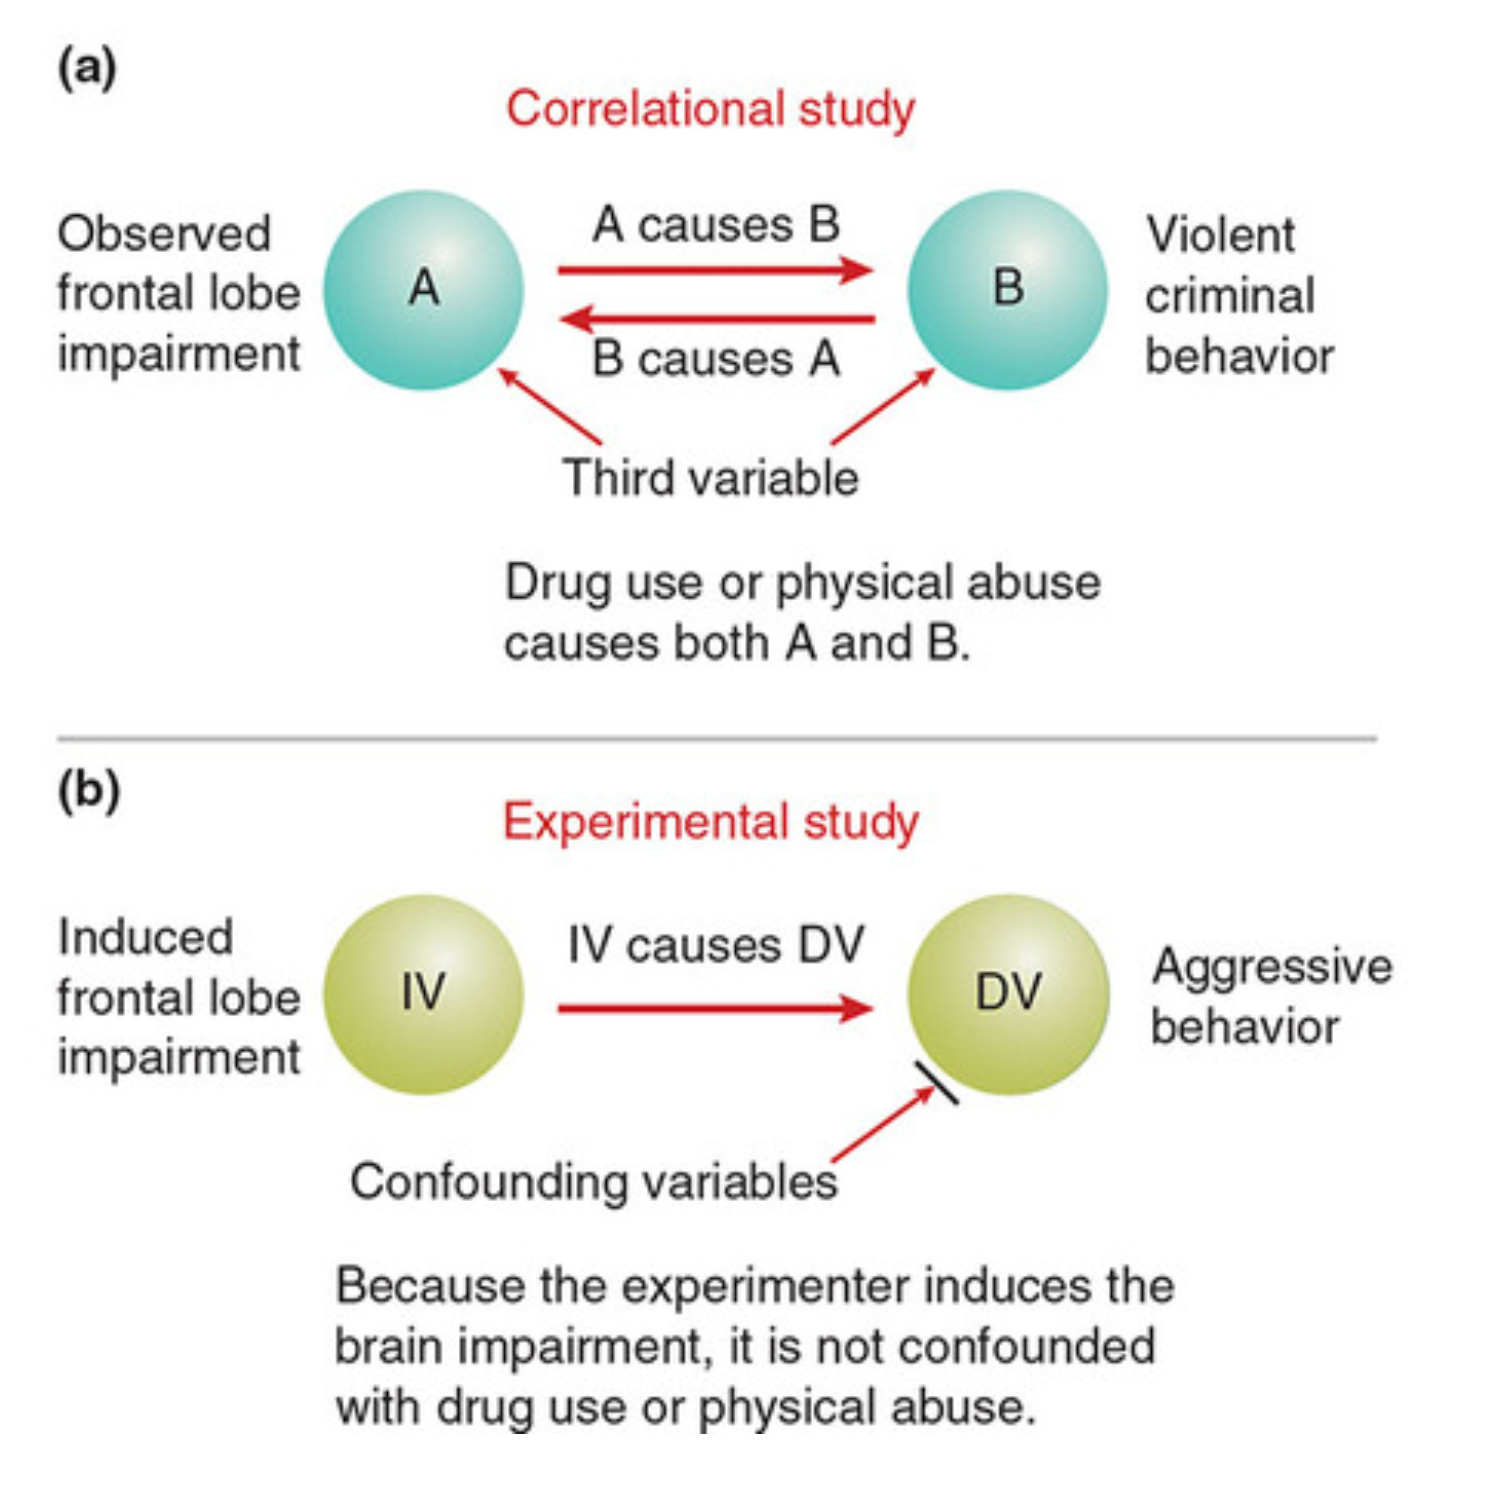 (a)
Correlational study
Observed
frontal lobe
impairment
A
A causes B
B causes A
B
Violent
criminal
behavior
Third variable
Drug use or physical abuse
causes both A and B.
(b)
Experimental study
Induced
frontal lobe
impairment
IV
IV causes DV
DV
Aggressive
behavior
Confounding variables
Because the experimenter induces the
brain impairment, it is not confounded
with drug use or physical abuse.